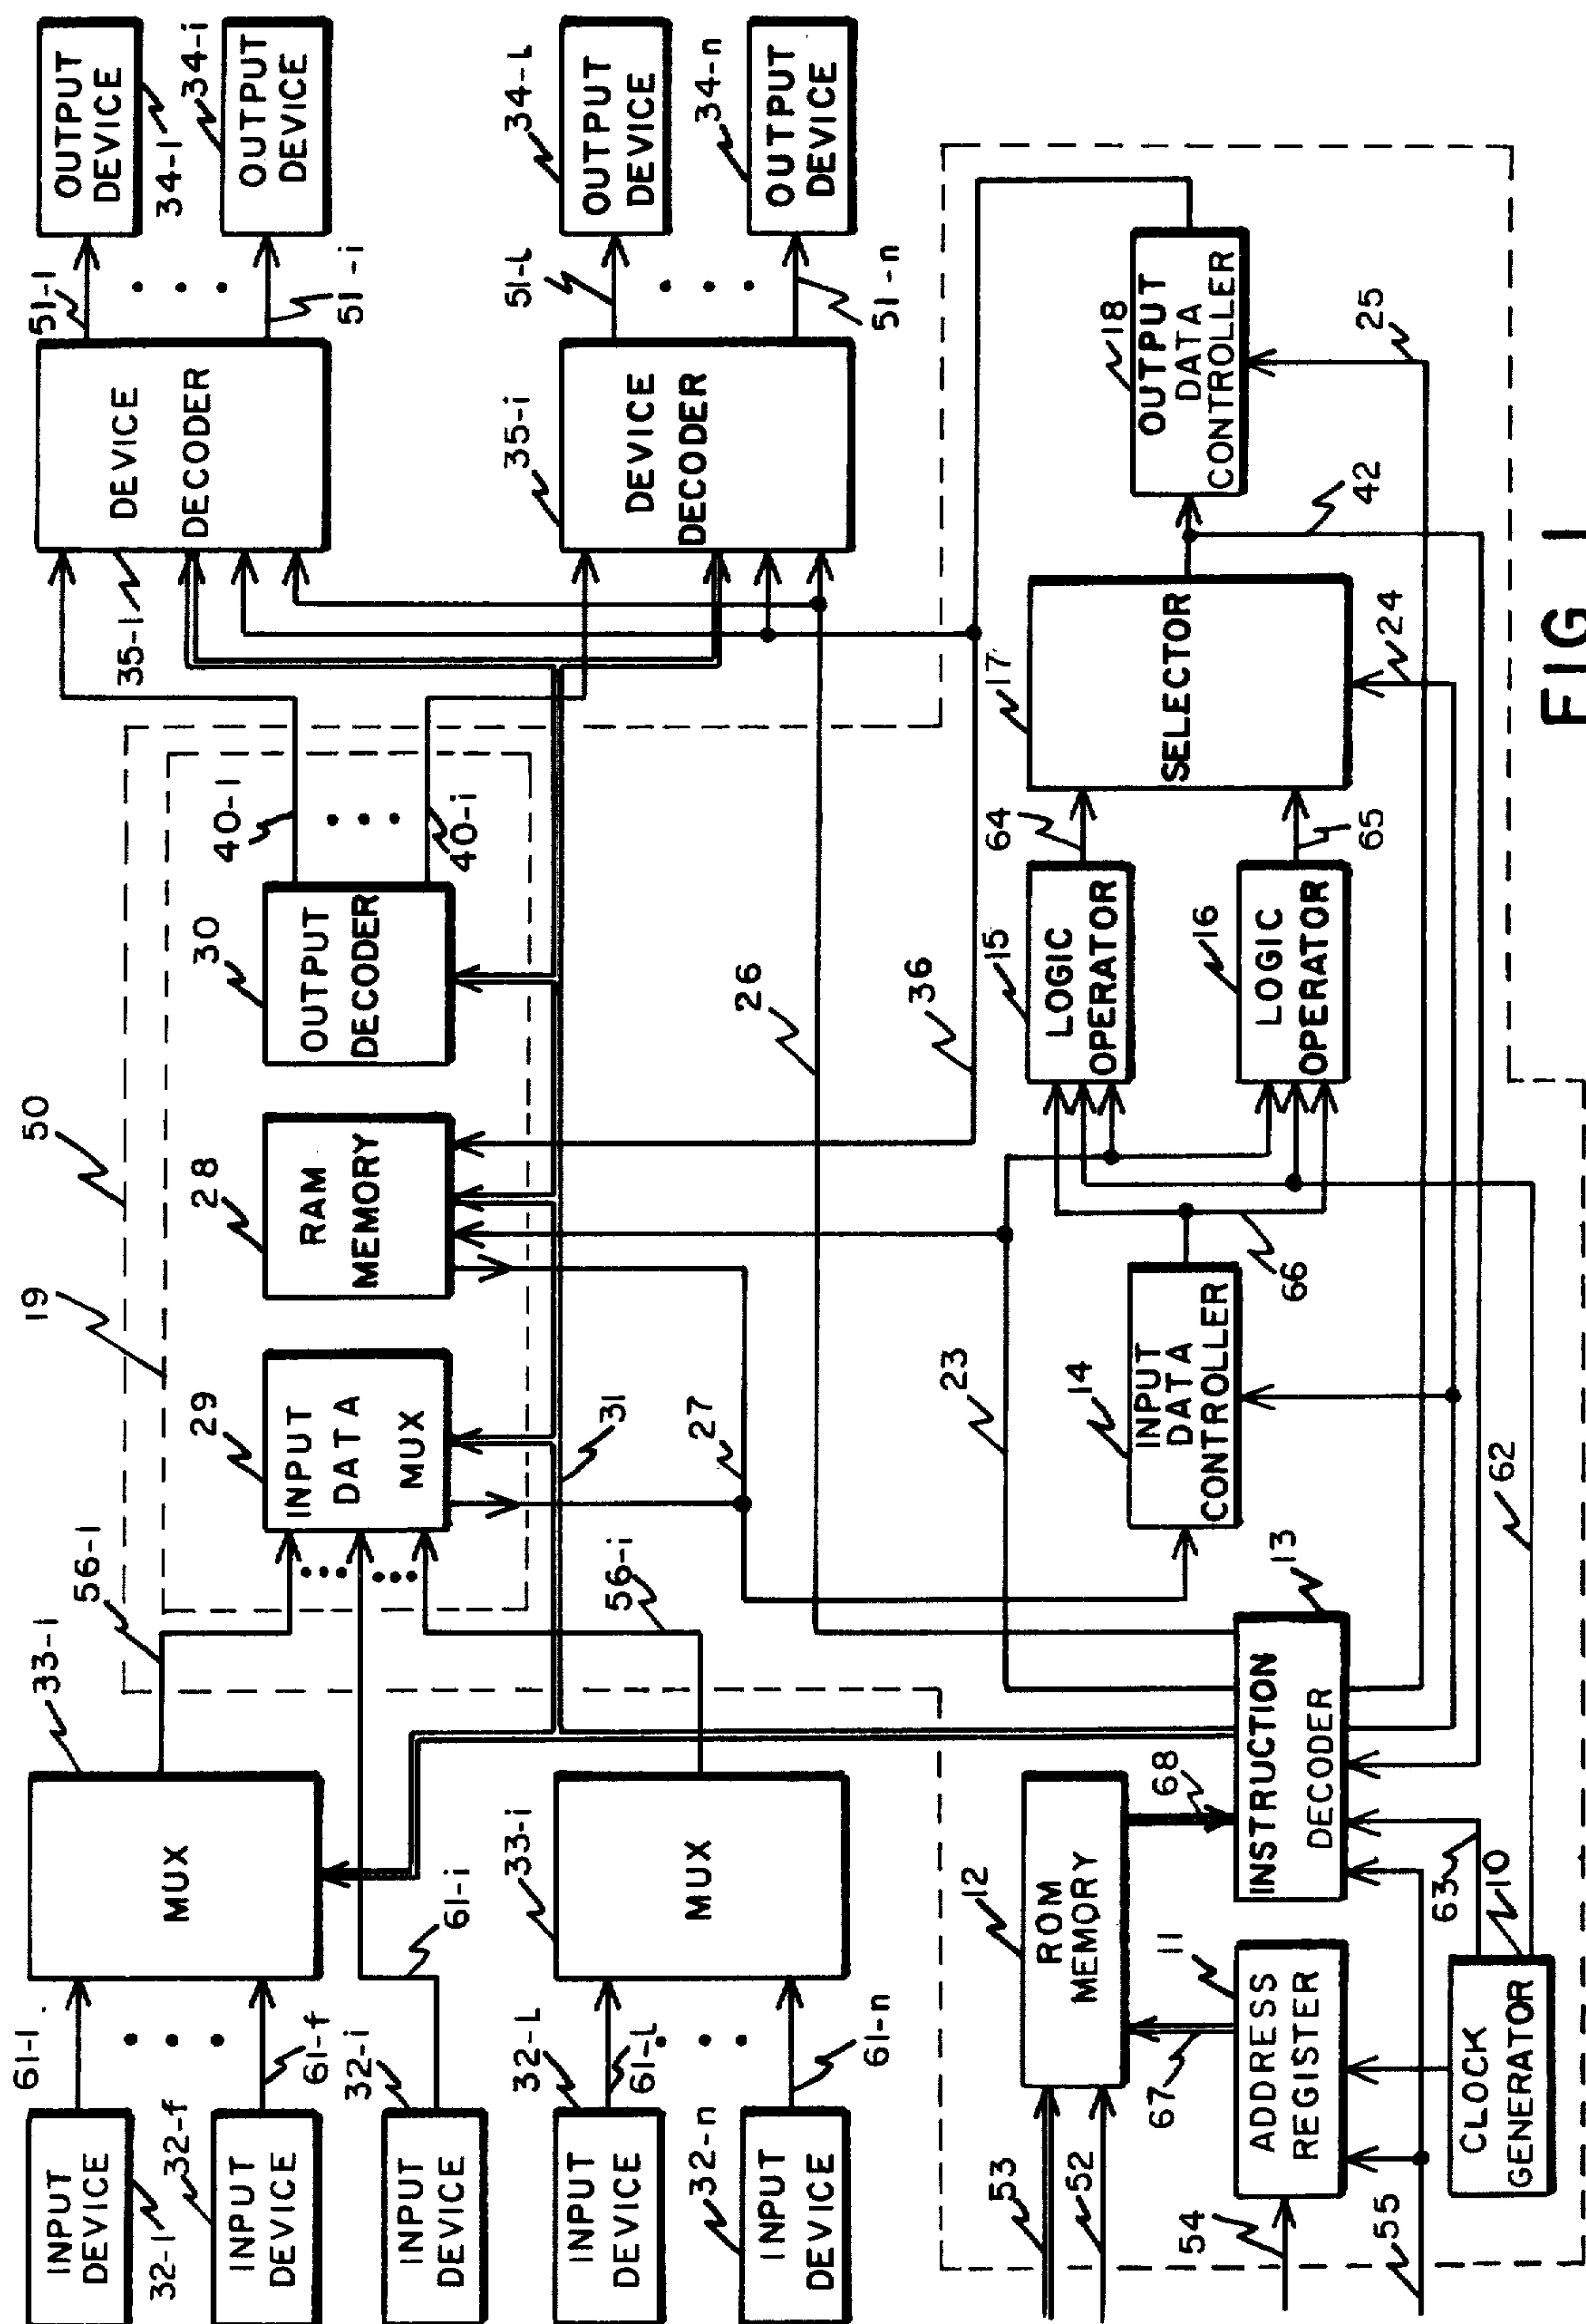 FIG 1
INPUT
DEVICE
32-1
61-1
INPUT
DEVICE
32-f
61-f
INPUT
DEVICE
32-i
61-i
INPUT
DEVICE
32-L
61-L
INPUT
DEVICE
32-n
61-n
MUX
33-1
56-1
MUX
33-i
56-i
19
50
INPUT
DATA
MUX
29
RAM
MEMORY
28
OUTPUT
DECODER
30
40-1
40-i
31
27
26
36
23
DEVICE
DECODER
35-1
DEVICE
DECODER
35-i
51-1
51-i
51-L
51-n
OUTPUT
DEVICE
34-1
OUTPUT
DEVICE
34-i
OUTPUT
DEVICE
34-L
OUTPUT
DEVICE
34-n
53
52
54
55
ROM
MEMORY
12
68
67
ADDRESS
REGISTER
11
CLOCK
GENERATOR
10
63
INSTRUCTION
DECODER
13
62
INPUT
DATA
CONTROLLER
14
66
LOGIC
OPERATOR
15
LOGIC
OPERATOR
16
64
65
SELECTOR
17
24
42
OUTPUT
DATA
CONTROLLER
18
25